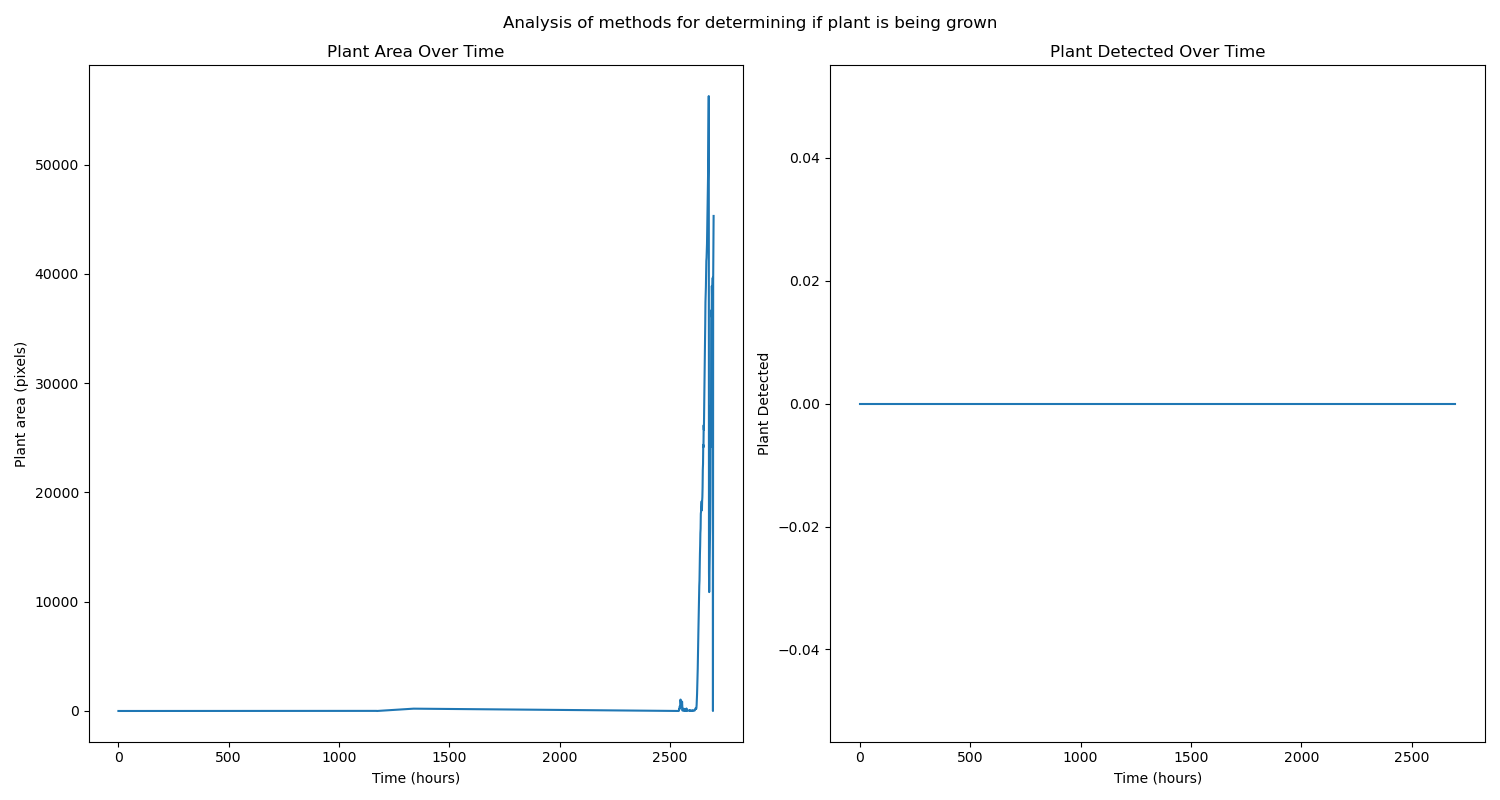 Analysis of methods for determining if plant is being grown
Plant Area Over Time
Plant area (pixels)
50000
40000
30000
20000
10000
0
0 500 1000 1500 2000 2500
Time (hours)
Plant Detected Over Time
Plant Detected
0.04
0.02
0.00
−0.02
−0.04
0 500 1000 1500 2000 2500
Time (hours)